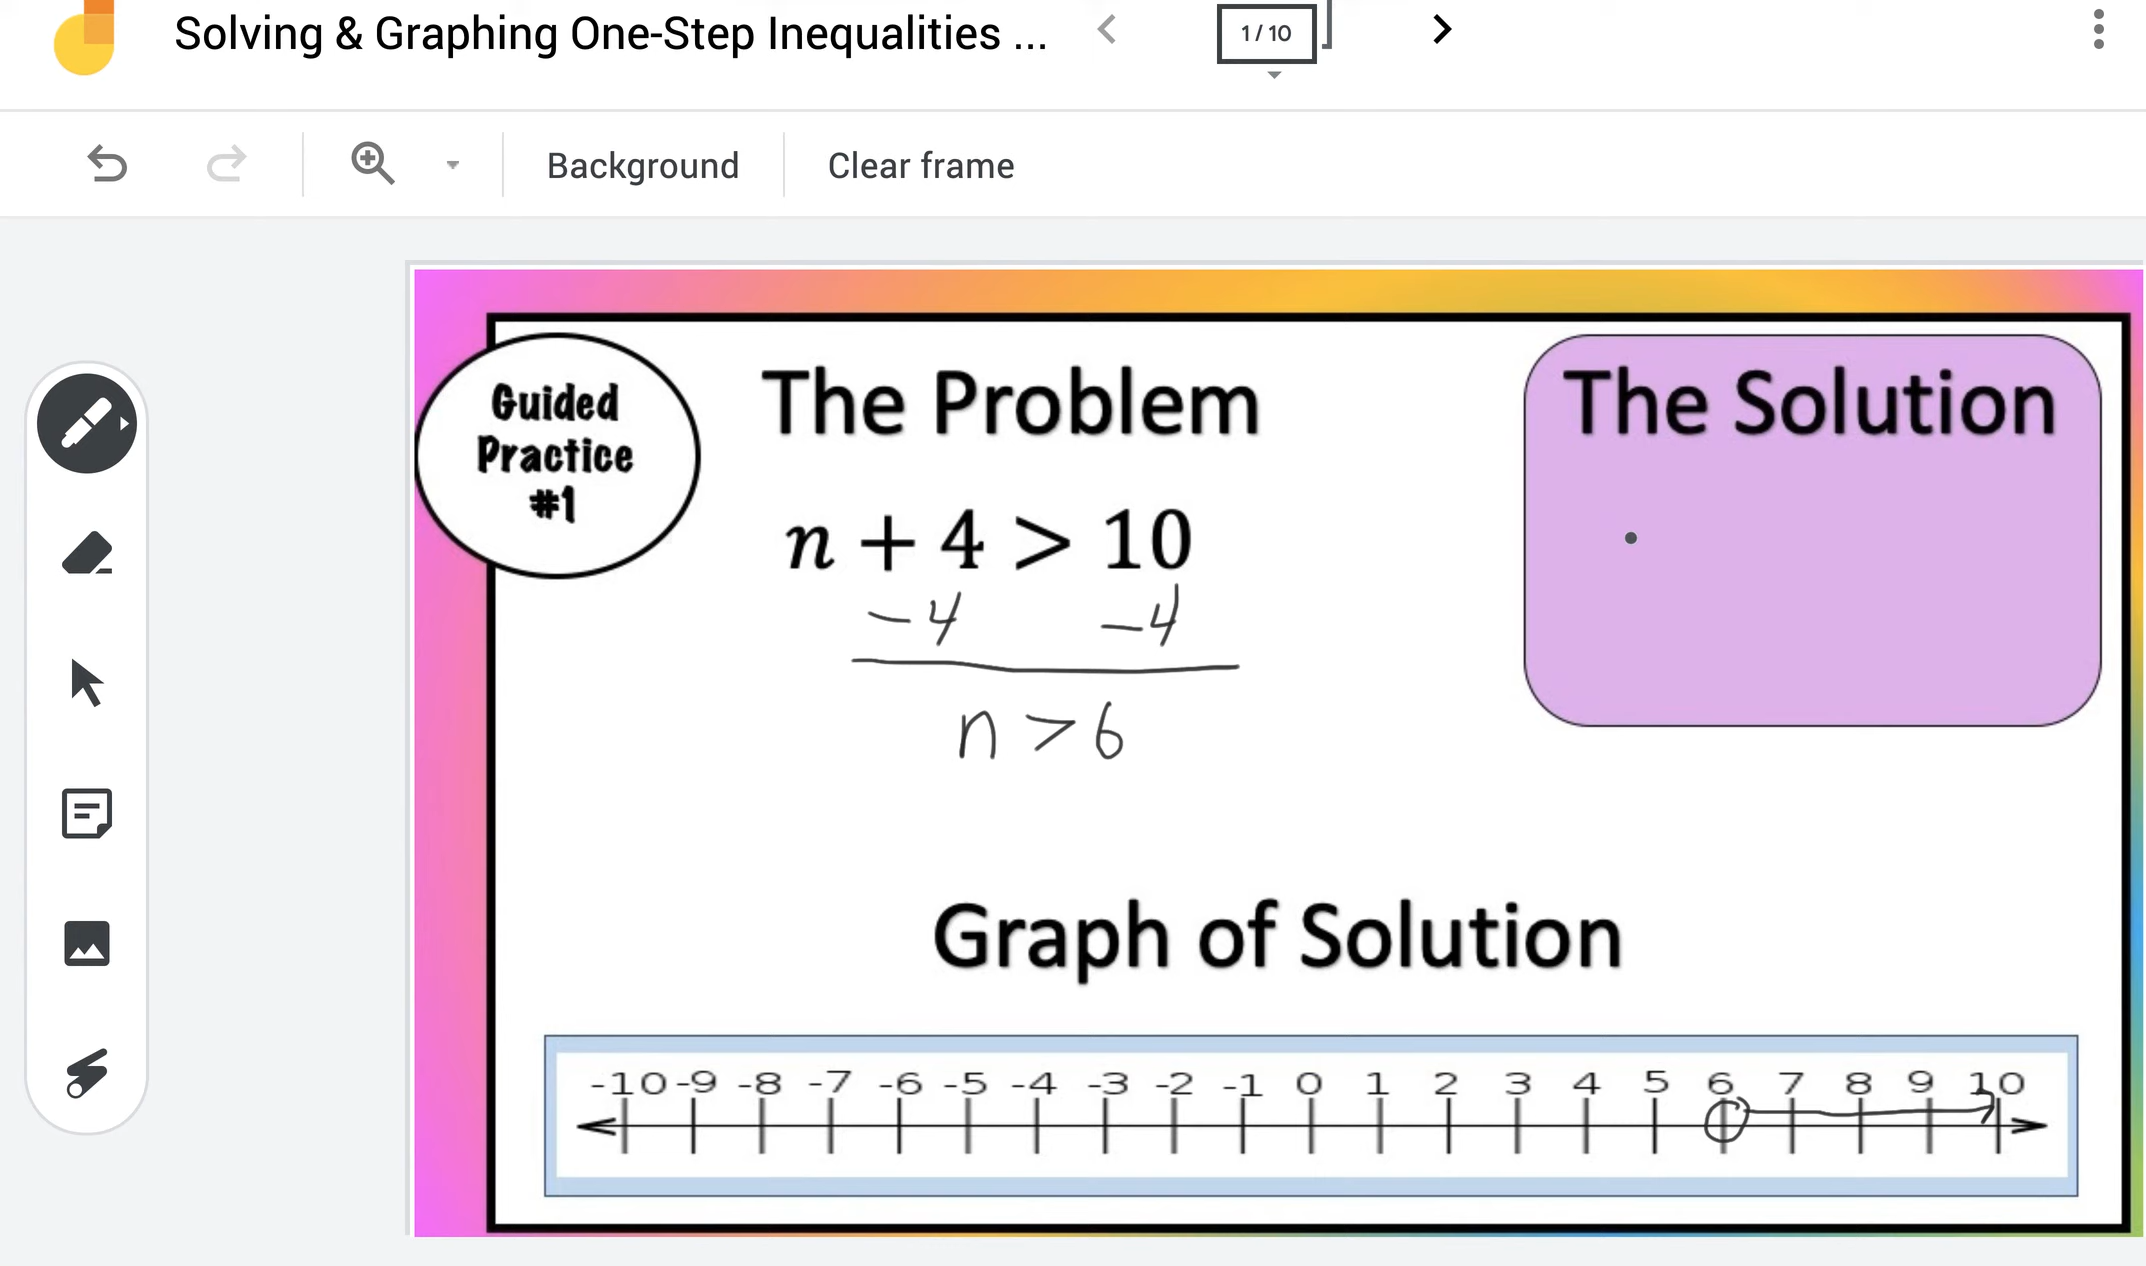 Solving & Graphing One-Step Inequalities ...
1 / 10
Background
Clear frame
Guided
Practice
#1
The Problem
n + 4 > 10
-4 -4
n > 6
The Solution
Graph of Solution
-10 -9 -8 -7 -6 -5 -4 -3 -2 -1 0 1 2 3 4 5 6 7 8 9 10